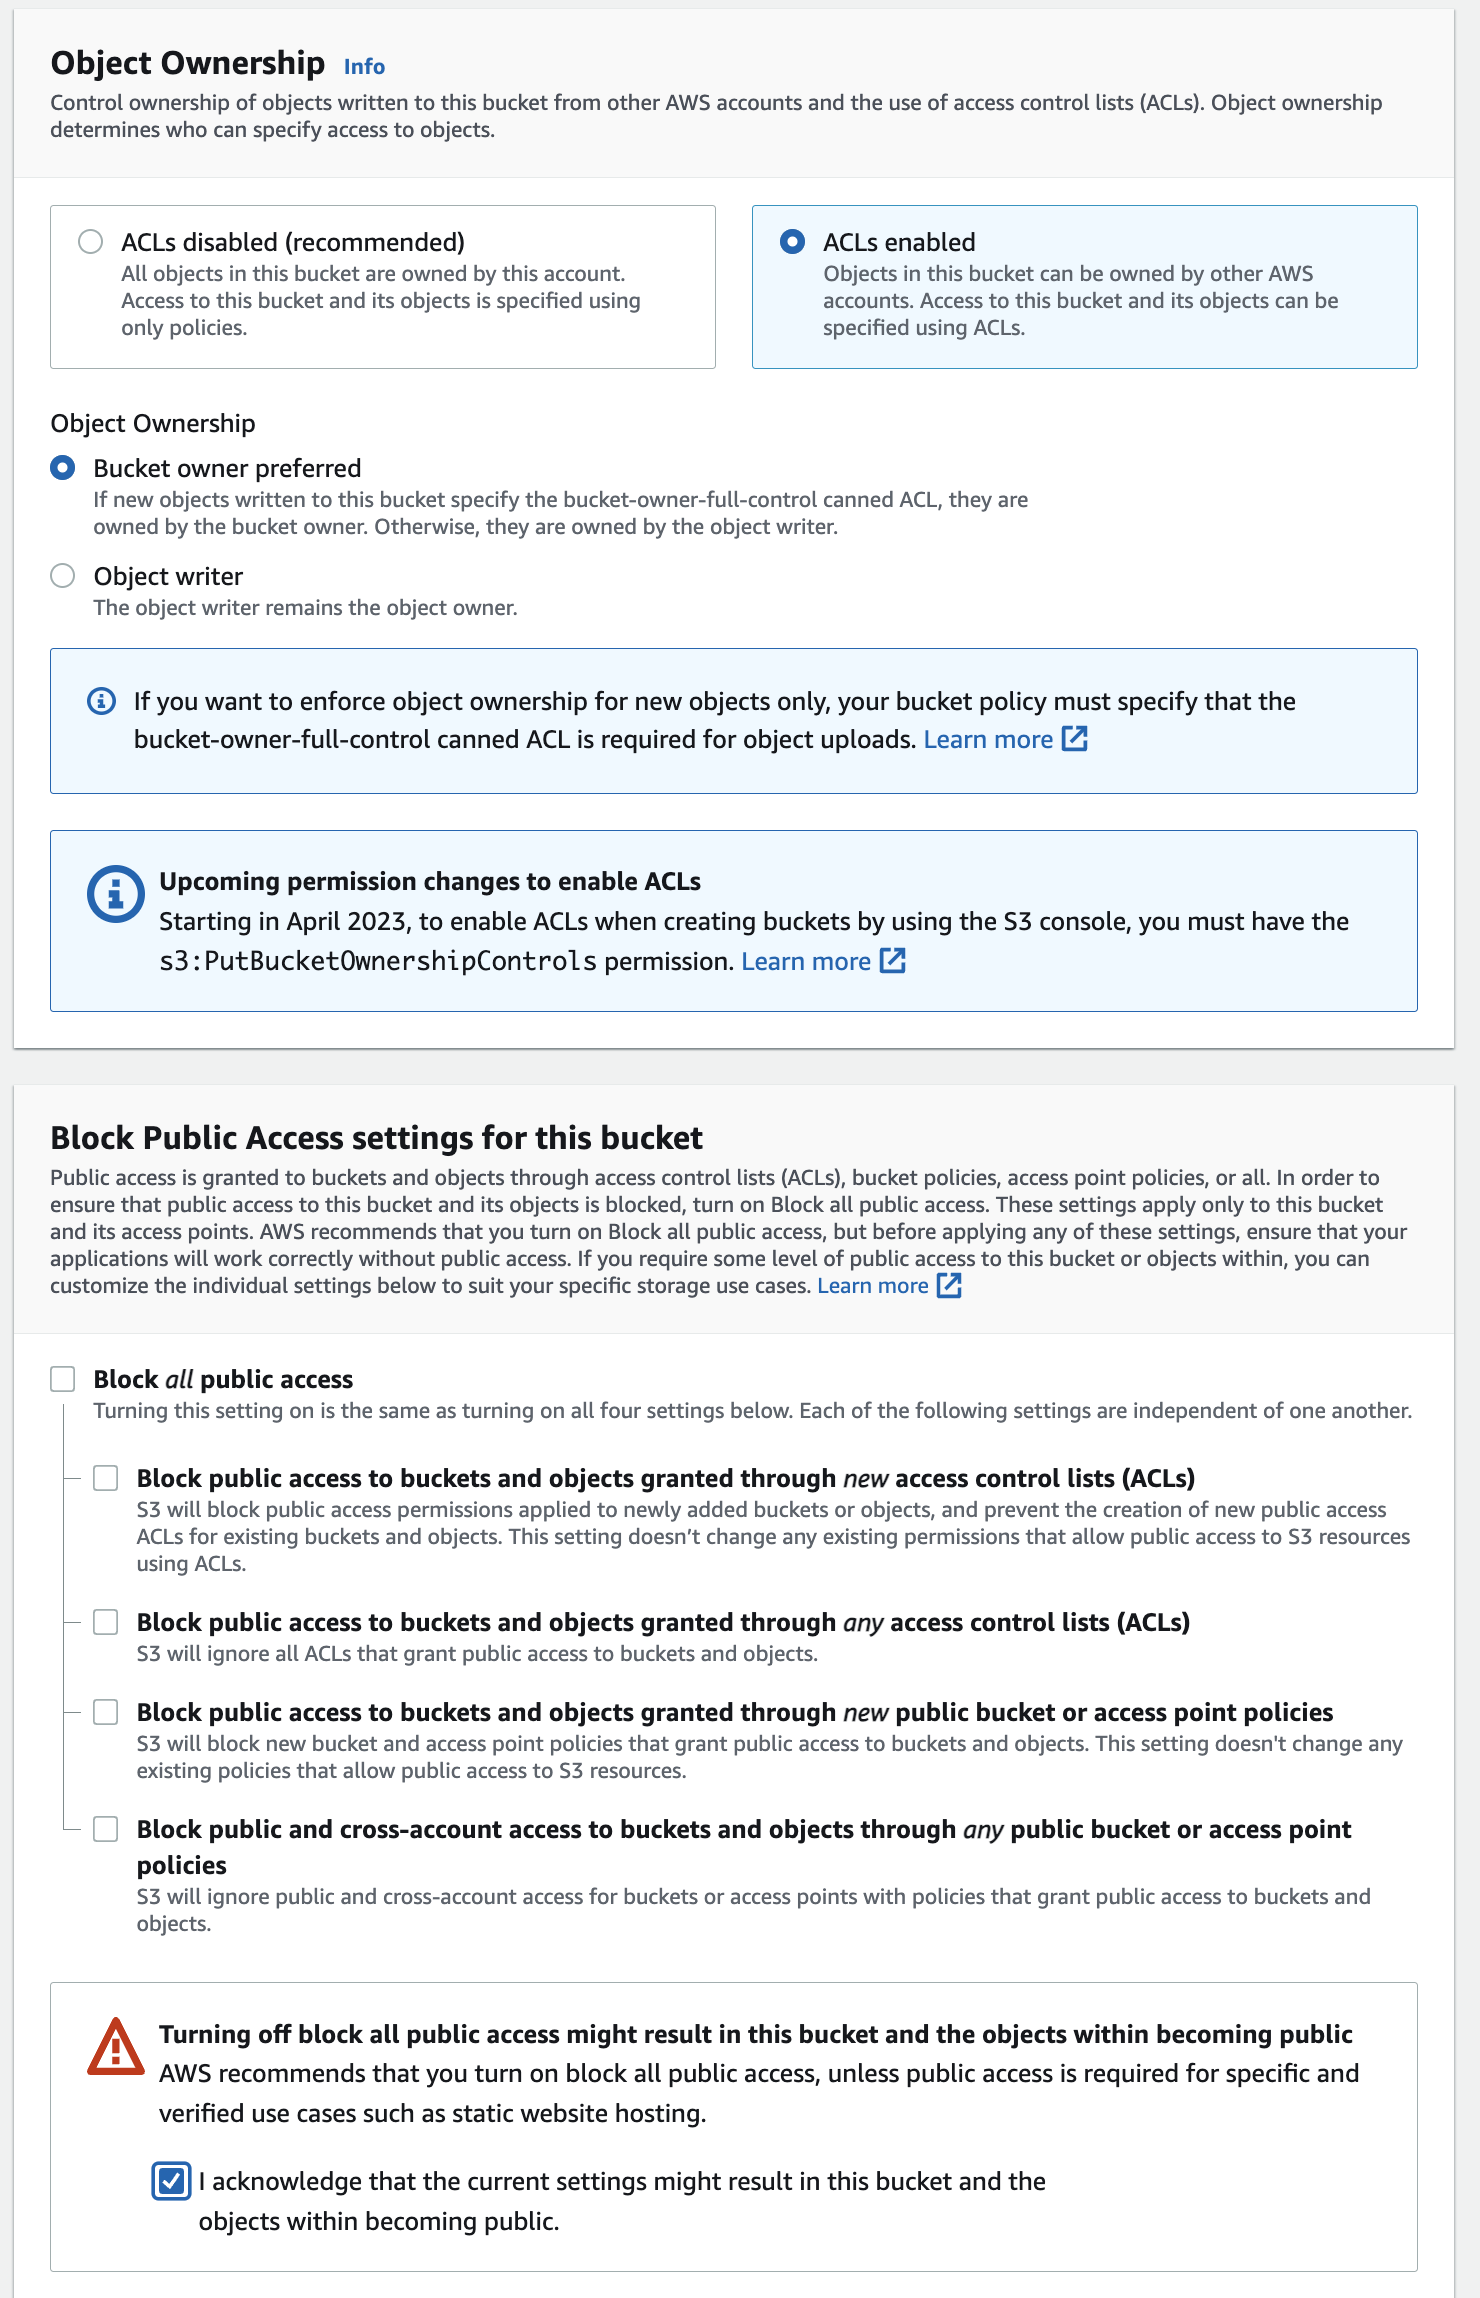 Object Ownership Info
Control ownership of objects written to this bucket from other AWS accounts and the use of access control lists (ACLs). Object ownership
determines who can specify access to objects.
ACLs disabled (recommended)
All objects in this bucket are owned by this account.
Access to this bucket and its objects is specified using
only policies.
ACLs enabled
Objects in this bucket can be owned by other AWS
accounts. Access to this bucket and its objects can be
specified using ACLs.
Object Ownership
Bucket owner preferred
If new objects written to this bucket specify the bucket-owner-full-control canned ACL, they are
owned by the bucket owner. Otherwise, they are owned by the object writer.
Object writer
The object writer remains the object owner.
If you want to enforce object ownership for new objects only, your bucket policy must specify that the
bucket-owner-full-control canned ACL is required for object uploads. Learn more
Upcoming permission changes to enable ACLs
Starting in April 2023, to enable ACLs when creating buckets by using the S3 console, you must have the
s3:PutBucketOwnershipControls permission. Learn more
Block Public Access settings for this bucket
Public access is granted to buckets and objects through access control lists (ACLs), bucket policies, access point policies, or all. In order to
ensure that public access to this bucket and its objects is blocked, turn on Block all public access. These settings apply only to this bucket
and its access points. AWS recommends that you turn on Block all public access, but before applying any of these settings, ensure that your
applications will work correctly without public access. If you require some level of public access to this bucket or objects within, you can
customize the individual settings below to suit your specific storage use cases. Learn more
Block all public access
Turning this setting on is the same as turning on all four settings below. Each of the following settings are independent of one another.
Block public access to buckets and objects granted through new access control lists (ACLs)
S3 will block public access permissions applied to newly added buckets or objects, and prevent the creation of new public access
ACLs for existing buckets and objects. This setting doesn’t change any existing permissions that allow public access to S3 resources
using ACLs.
Block public access to buckets and objects granted through any access control lists (ACLs)
S3 will ignore all ACLs that grant public access to buckets and objects.
Block public access to buckets and objects granted through new public bucket or access point policies
S3 will block new bucket and access point policies that grant public access to buckets and objects. This setting doesn't change any
existing policies that allow public access to S3 resources.
Block public and cross-account access to buckets and objects through any public bucket or access point
policies
S3 will ignore public and cross-account access for buckets or access points with policies that grant public access to buckets and
objects.
Turning off block all public access might result in this bucket and the objects within becoming public
AWS recommends that you turn on block all public access, unless public access is required for specific and
verified use cases such as static website hosting.
I acknowledge that the current settings might result in this bucket and the
objects within becoming public.